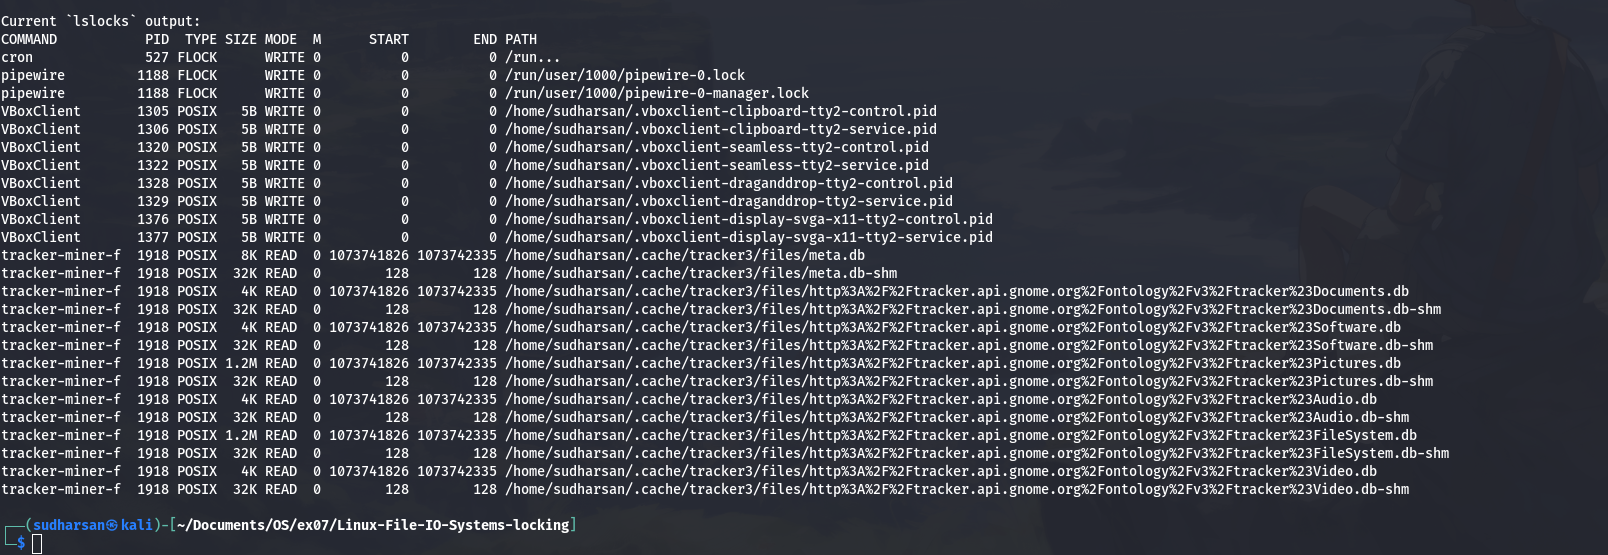 Current `lslocks` output:
COMMAND           PID  TYPE SIZE MODE  M      START        END PATH
cron              527 FLOCK      WRITE 0          0          0 /run...
pipewire         1188 FLOCK      WRITE 0          0          0 /run/user/1000/pipewire-0.lock
pipewire         1188 FLOCK      WRITE 0          0          0 /run/user/1000/pipewire-0-manager.lock
VBoxClient       1305 POSIX   5B WRITE 0          0          0 /home/sudharsan/.vboxclient-clipboard-tty2-control.pid
VBoxClient       1306 POSIX   5B WRITE 0          0          0 /home/sudharsan/.vboxclient-clipboard-tty2-service.pid
VBoxClient       1320 POSIX   5B WRITE 0          0          0 /home/sudharsan/.vboxclient-seamless-tty2-control.pid
VBoxClient       1322 POSIX   5B WRITE 0          0          0 /home/sudharsan/.vboxclient-seamless-tty2-service.pid
VBoxClient       1328 POSIX   5B WRITE 0          0          0 /home/sudharsan/.vboxclient-draganddrop-tty2-control.pid
VBoxClient       1329 POSIX   5B WRITE 0          0          0 /home/sudharsan/.vboxclient-draganddrop-tty2-service.pid
VBoxClient       1376 POSIX   5B WRITE 0          0          0 /home/sudharsan/.vboxclient-display-svga-x11-tty2-control.pid
VBoxClient       1377 POSIX   5B WRITE 0          0          0 /home/sudharsan/.vboxclient-display-svga-x11-tty2-service.pid
tracker-miner-f  1918 POSIX   8K READ  0 1073741826 1073742335 /home/sudharsan/.cache/tracker3/files/meta.db
tracker-miner-f  1918 POSIX  32K READ  0        128        128 /home/sudharsan/.cache/tracker3/files/meta.db-shm
tracker-miner-f  1918 POSIX   4K READ  0 1073741826 1073742335 /home/sudharsan/.cache/tracker3/files/http%3A%2F%2Ftracker.api.gnome.org%2Fontology%2Fv3%2Ftracker%23Documents.db
tracker-miner-f  1918 POSIX  32K READ  0        128        128 /home/sudharsan/.cache/tracker3/files/http%3A%2F%2Ftracker.api.gnome.org%2Fontology%2Fv3%2Ftracker%23Documents.db-shm
tracker-miner-f  1918 POSIX   4K READ  0 1073741826 1073742335 /home/sudharsan/.cache/tracker3/files/http%3A%2F%2Ftracker.api.gnome.org%2Fontology%2Fv3%2Ftracker%23Software.db
tracker-miner-f  1918 POSIX  32K READ  0        128        128 /home/sudharsan/.cache/tracker3/files/http%3A%2F%2Ftracker.api.gnome.org%2Fontology%2Fv3%2Ftracker%23Software.db-shm
tracker-miner-f  1918 POSIX 1.2M READ  0 1073741826 1073742335 /home/sudharsan/.cache/tracker3/files/http%3A%2F%2Ftracker.api.gnome.org%2Fontology%2Fv3%2Ftracker%23Pictures.db
tracker-miner-f  1918 POSIX  32K READ  0        128        128 /home/sudharsan/.cache/tracker3/files/http%3A%2F%2Ftracker.api.gnome.org%2Fontology%2Fv3%2Ftracker%23Pictures.db-shm
tracker-miner-f  1918 POSIX   4K READ  0 1073741826 1073742335 /home/sudharsan/.cache/tracker3/files/http%3A%2F%2Ftracker.api.gnome.org%2Fontology%2Fv3%2Ftracker%23Audio.db
tracker-miner-f  1918 POSIX  32K READ  0        128        128 /home/sudharsan/.cache/tracker3/files/http%3A%2F%2Ftracker.api.gnome.org%2Fontology%2Fv3%2Ftracker%23Audio.db-shm
tracker-miner-f  1918 POSIX 1.2M READ  0 1073741826 1073742335 /home/sudharsan/.cache/tracker3/files/http%3A%2F%2Ftracker.api.gnome.org%2Fontology%2Fv3%2Ftracker%23FileSystem.db
tracker-miner-f  1918 POSIX  32K READ  0        128        128 /home/sudharsan/.cache/tracker3/files/http%3A%2F%2Ftracker.api.gnome.org%2Fontology%2Fv3%2Ftracker%23FileSystem.db-shm
tracker-miner-f  1918 POSIX   4K READ  0 1073741826 1073742335 /home/sudharsan/.cache/tracker3/files/http%3A%2F%2Ftracker.api.gnome.org%2Fontology%2Fv3%2Ftracker%23Video.db
tracker-miner-f  1918 POSIX  32K READ  0        128        128 /home/sudharsan/.cache/tracker3/files/http%3A%2F%2Ftracker.api.gnome.org%2Fontology%2Fv3%2Ftracker%23Video.db-shm
┌──(sudharsan㉿kali)-[~/Documents/OS/ex07/Linux-File-IO-Systems-locking]
└─$